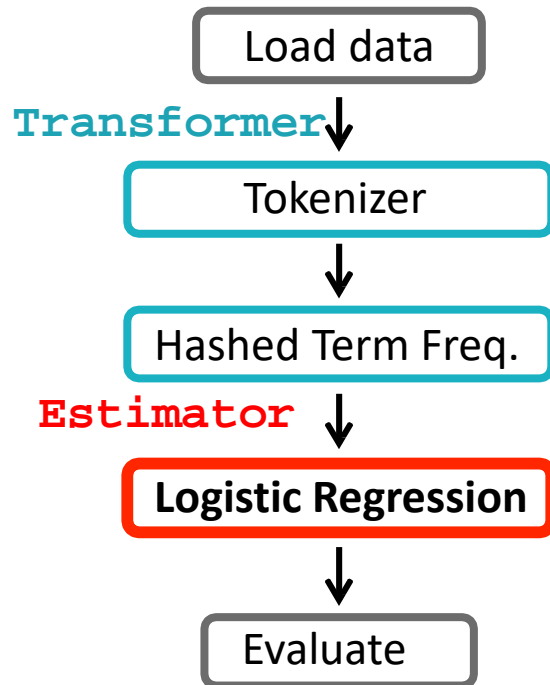 Load data
Transformer
Tokenizer
Hashed Term Freq.
Estimator
Logistic Regression
Evaluate